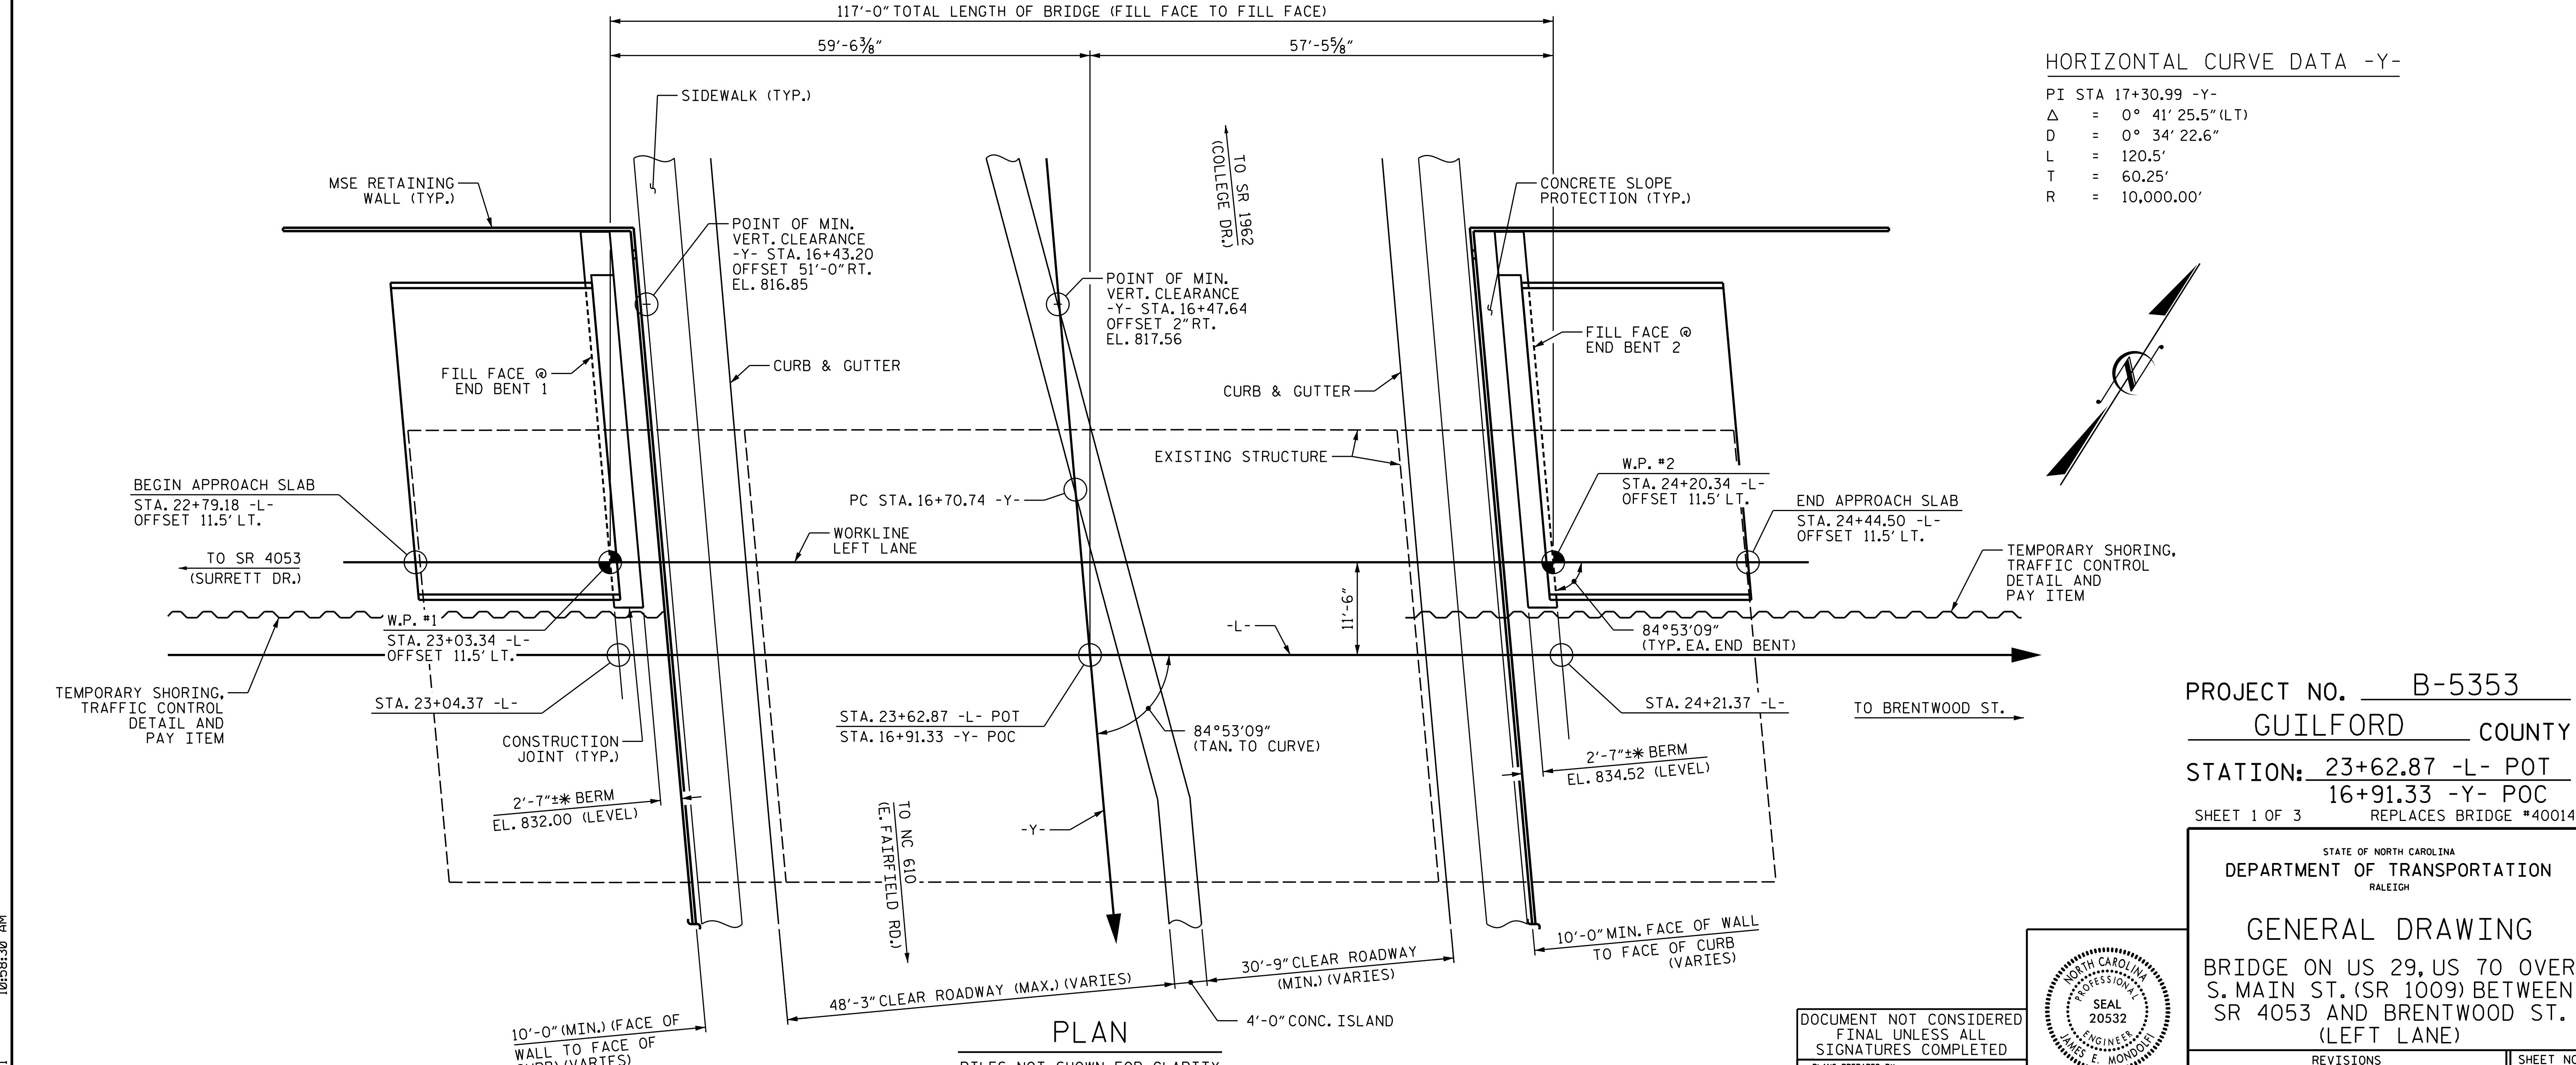 117'-0" TOTAL LENGTH OF BRIDGE (FILL FACE TO FILL FACE)
59'-6⅜"
57'-5⅝"
SIDEWALK (TYP.)
MSE RETAINING
WALL (TYP.)
POINT OF MIN.
VERT. CLEARANCE
-Y- STA. 16+43.20
OFFSET 51'-0" RT.
EL. 816.85
TO SR 1962
(COLLEGE DR.)
POINT OF MIN.
VERT. CLEARANCE
-Y- STA. 16+47.64
OFFSET 2" RT.
EL. 817.56
CONCRETE SLOPE
PROTECTION (TYP.)
HORIZONTAL CURVE DATA -Y-
PI STA 17+30.99 -Y-
Δ = 0° 41' 25.5" (LT)
D = 0° 34' 22.6"
L = 120.5'
T = 60.25'
R = 10,000.00'
N
FILL FACE @
END BENT 1
CURB & GUTTER
CURB & GUTTER
FILL FACE @
END BENT 2
EXISTING STRUCTURE
BEGIN APPROACH SLAB
STA. 22+79.18 -L-
OFFSET 11.5' LT.
TO SR 4053
(SURRETT DR.)
PC STA. 16+70.74 -Y-
WORKLINE
LEFT LANE
W.P. #2
STA. 24+20.34 -L-
OFFSET 11.5' LT.
END APPROACH SLAB
STA. 24+44.50 -L-
OFFSET 11.5' LT.
TEMPORARY SHORING,
TRAFFIC CONTROL
DETAIL AND
PAY ITEM
W.P. #1
STA. 23+03.34 -L-
OFFSET 11.5' LT.
11'-6"
-L-
84°53'09"
(TYP. EA. END BENT)
TEMPORARY SHORING,
TRAFFIC CONTROL
DETAIL AND
PAY ITEM
STA. 23+04.37 -L-
CONSTRUCTION
JOINT (TYP.)
STA. 23+62.87 -L- POT
STA. 16+91.33 -Y- POC
84°53'09"
(TAN. TO CURVE)
STA. 24+21.37 -L-
TO BRENTWOOD ST.
2'-7"±* BERM
EL. 832.00 (LEVEL)
2'-7"±* BERM
EL. 834.52 (LEVEL)
TO NC 610
(E. FAIRFIELD RD.)
-Y-
10'-0" (MIN.) (FACE OF
WALL TO FACE OF
CURB) (VARIES)
48'-3" CLEAR ROADWAY (MAX.) (VARIES)
30'-9" CLEAR ROADWAY
(MIN.) (VARIES)
10'-0" MIN. FACE OF WALL
TO FACE OF CURB
(VARIES)
4'-0" CONC. ISLAND
PLAN
PILES NOT SHOWN FOR CLARITY
PROJECT NO. B-5353
GUILFORD COUNTY
STATION: 23+62.87 -L- POT
16+91.33 -Y- POC
SHEET 1 OF 3 REPLACES BRIDGE #40014
STATE OF NORTH CAROLINA
DEPARTMENT OF TRANSPORTATION
RALEIGH
GENERAL DRAWING
BRIDGE ON US 29, US 70 OVER
S. MAIN ST. (SR 1009) BETWEEN
SR 4053 AND BRENTWOOD ST.
(LEFT LANE)
REVISIONS
SHEET NO
DOCUMENT NOT CONSIDERED
FINAL UNLESS ALL
SIGNATURES COMPLETED
NORTH CAROLINA
PROFESSIONAL
SEAL
20532
ENGINEER
JAMES E. MONDOLFI
10:58:30 AM